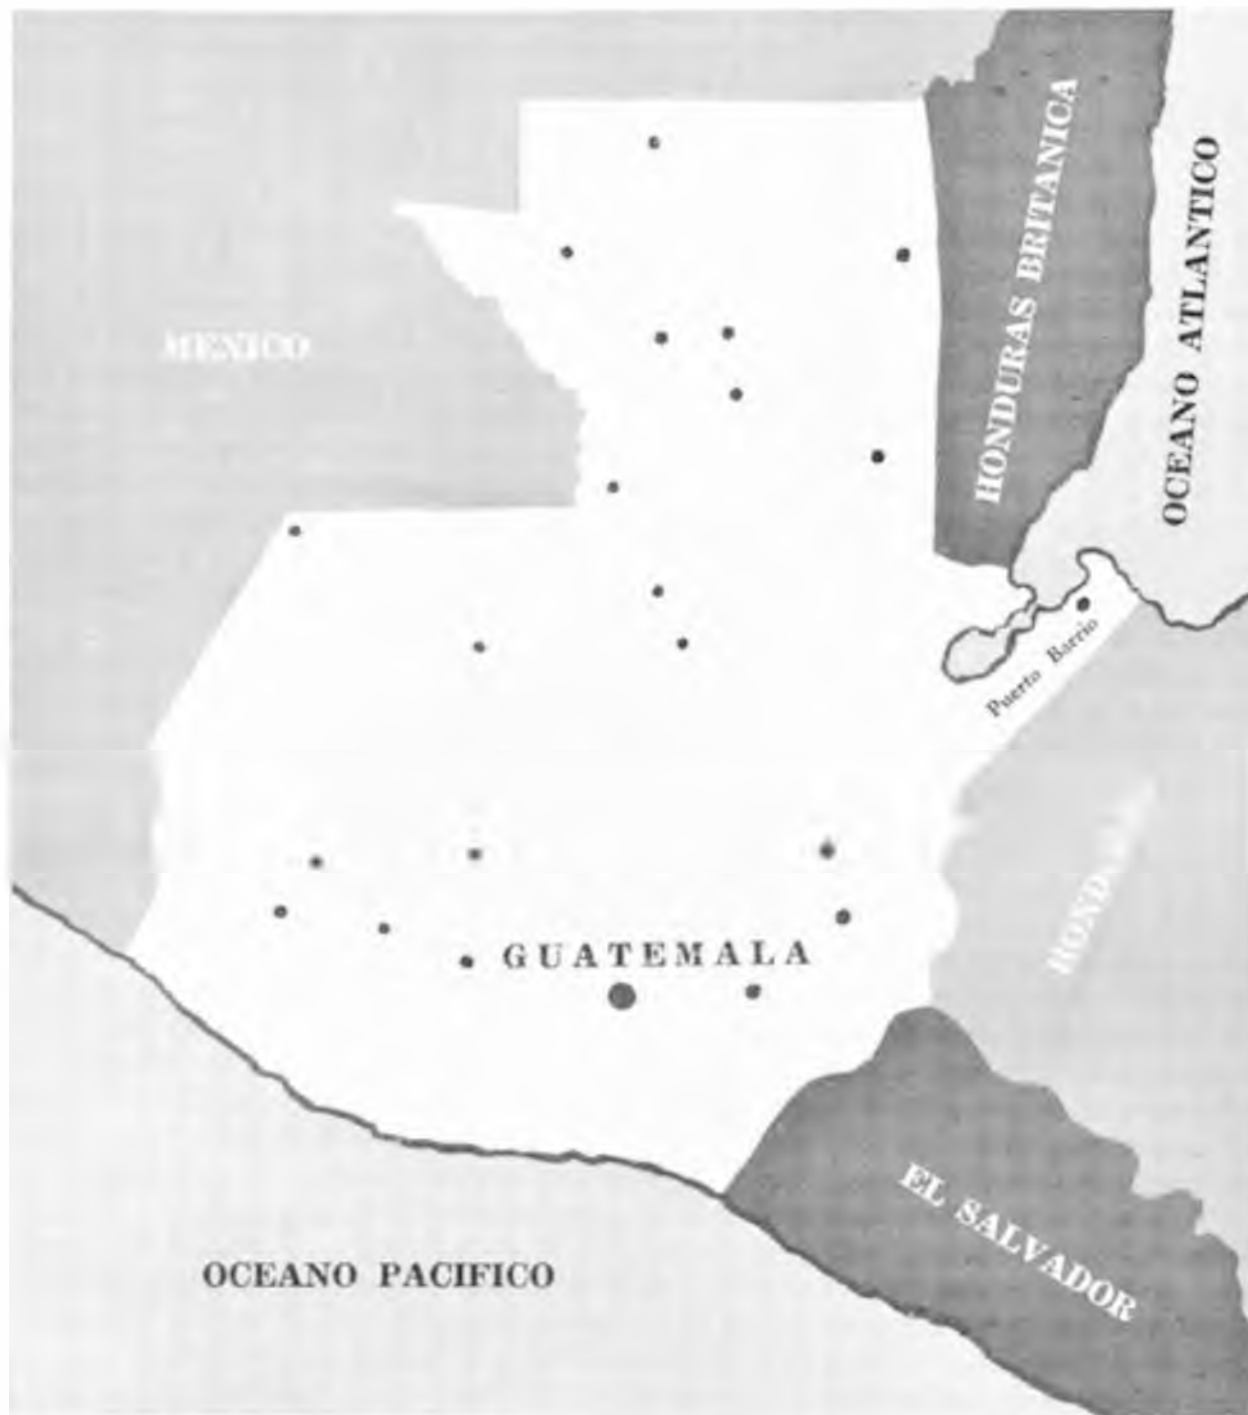 HONDURAS BRITANICA
OCEANO ATLANTICO
MEXICO
Puerto Barrio
GUATEMALA
EL SALVADOR
OCEANO PACIFICO